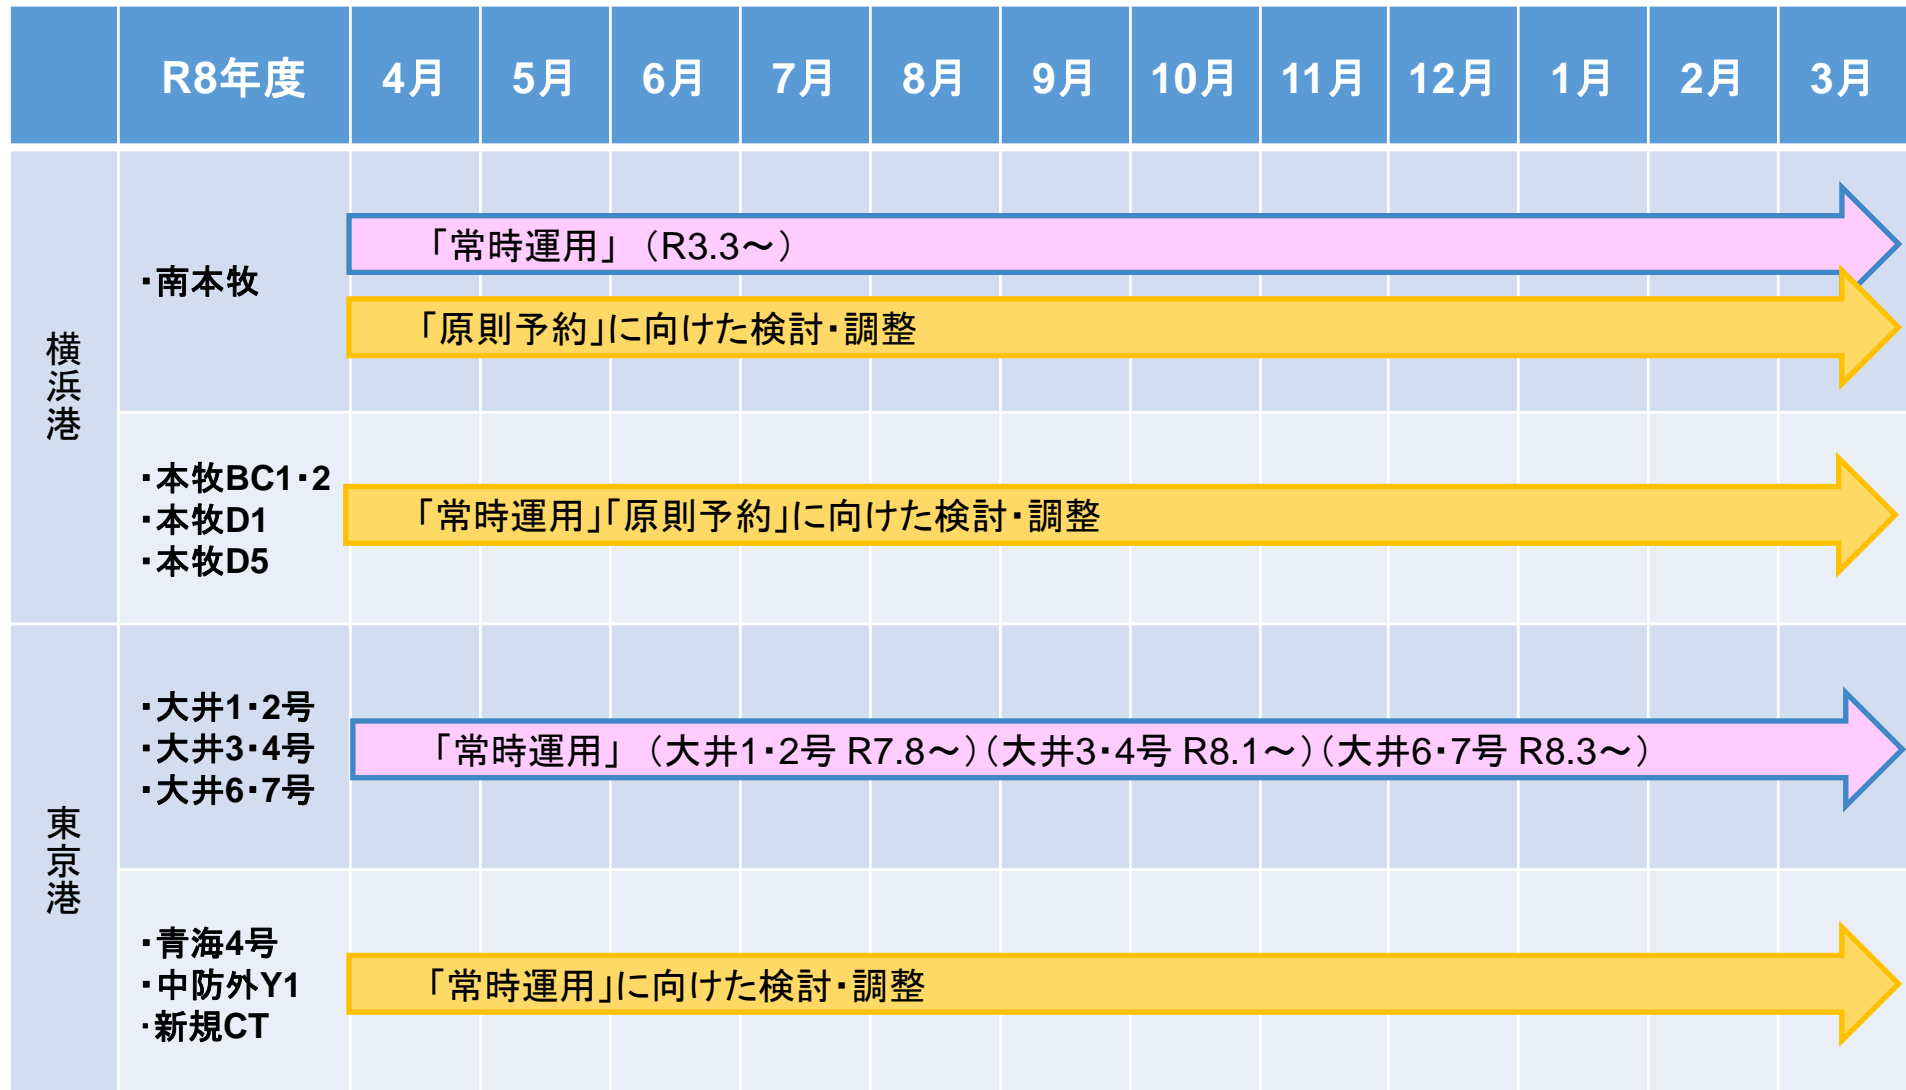 R8年度 4月 5月 6月 7月 8月 9月 10月 11月 12月 1月 2月 3月
横浜港
・南本牧
「常時運用」（R3.3～）
「原則予約」に向けた検討・調整
・本牧BC1・2
・本牧D1
・本牧D5
「常時運用」「原則予約」に向けた検討・調整
東京港
・大井1・2号
・大井3・4号
・大井6・7号
「常時運用」（大井1・2号 R7.8～）（大井3・4号 R8.1～）（大井6・7号 R8.3～）
・青海4号
・中防外Y1
・新規CT
「常時運用」に向けた検討・調整